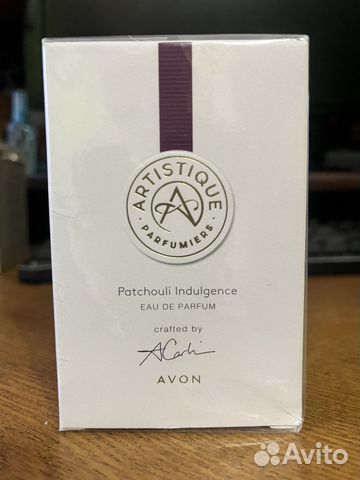 ARTISTIQUE
A
· PARFUMIERS ·
Patchouli Indulgence
EAU DE PARFUM
crafted by
AVON
Avito